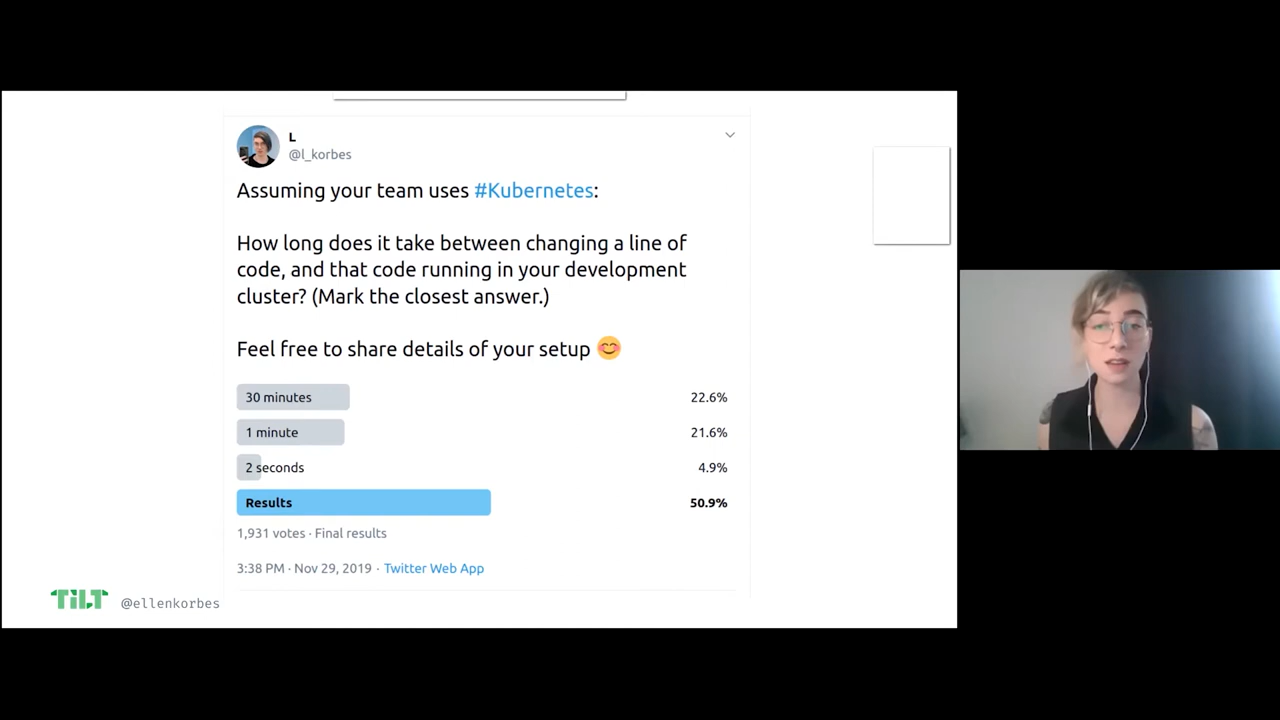 L
@l_korbes
Assuming your team uses #Kubernetes:
How long does it take between changing a line of
code, and that code running in your development
cluster? (Mark the closest answer.)
Feel free to share details of your setup 😊
30 minutes 22.6%
1 minute 21.6%
2 seconds 4.9%
Results 50.9%
1,931 votes · Final results
3:38 PM · Nov 29, 2019 · Twitter Web App
TILT @ellenkorbes